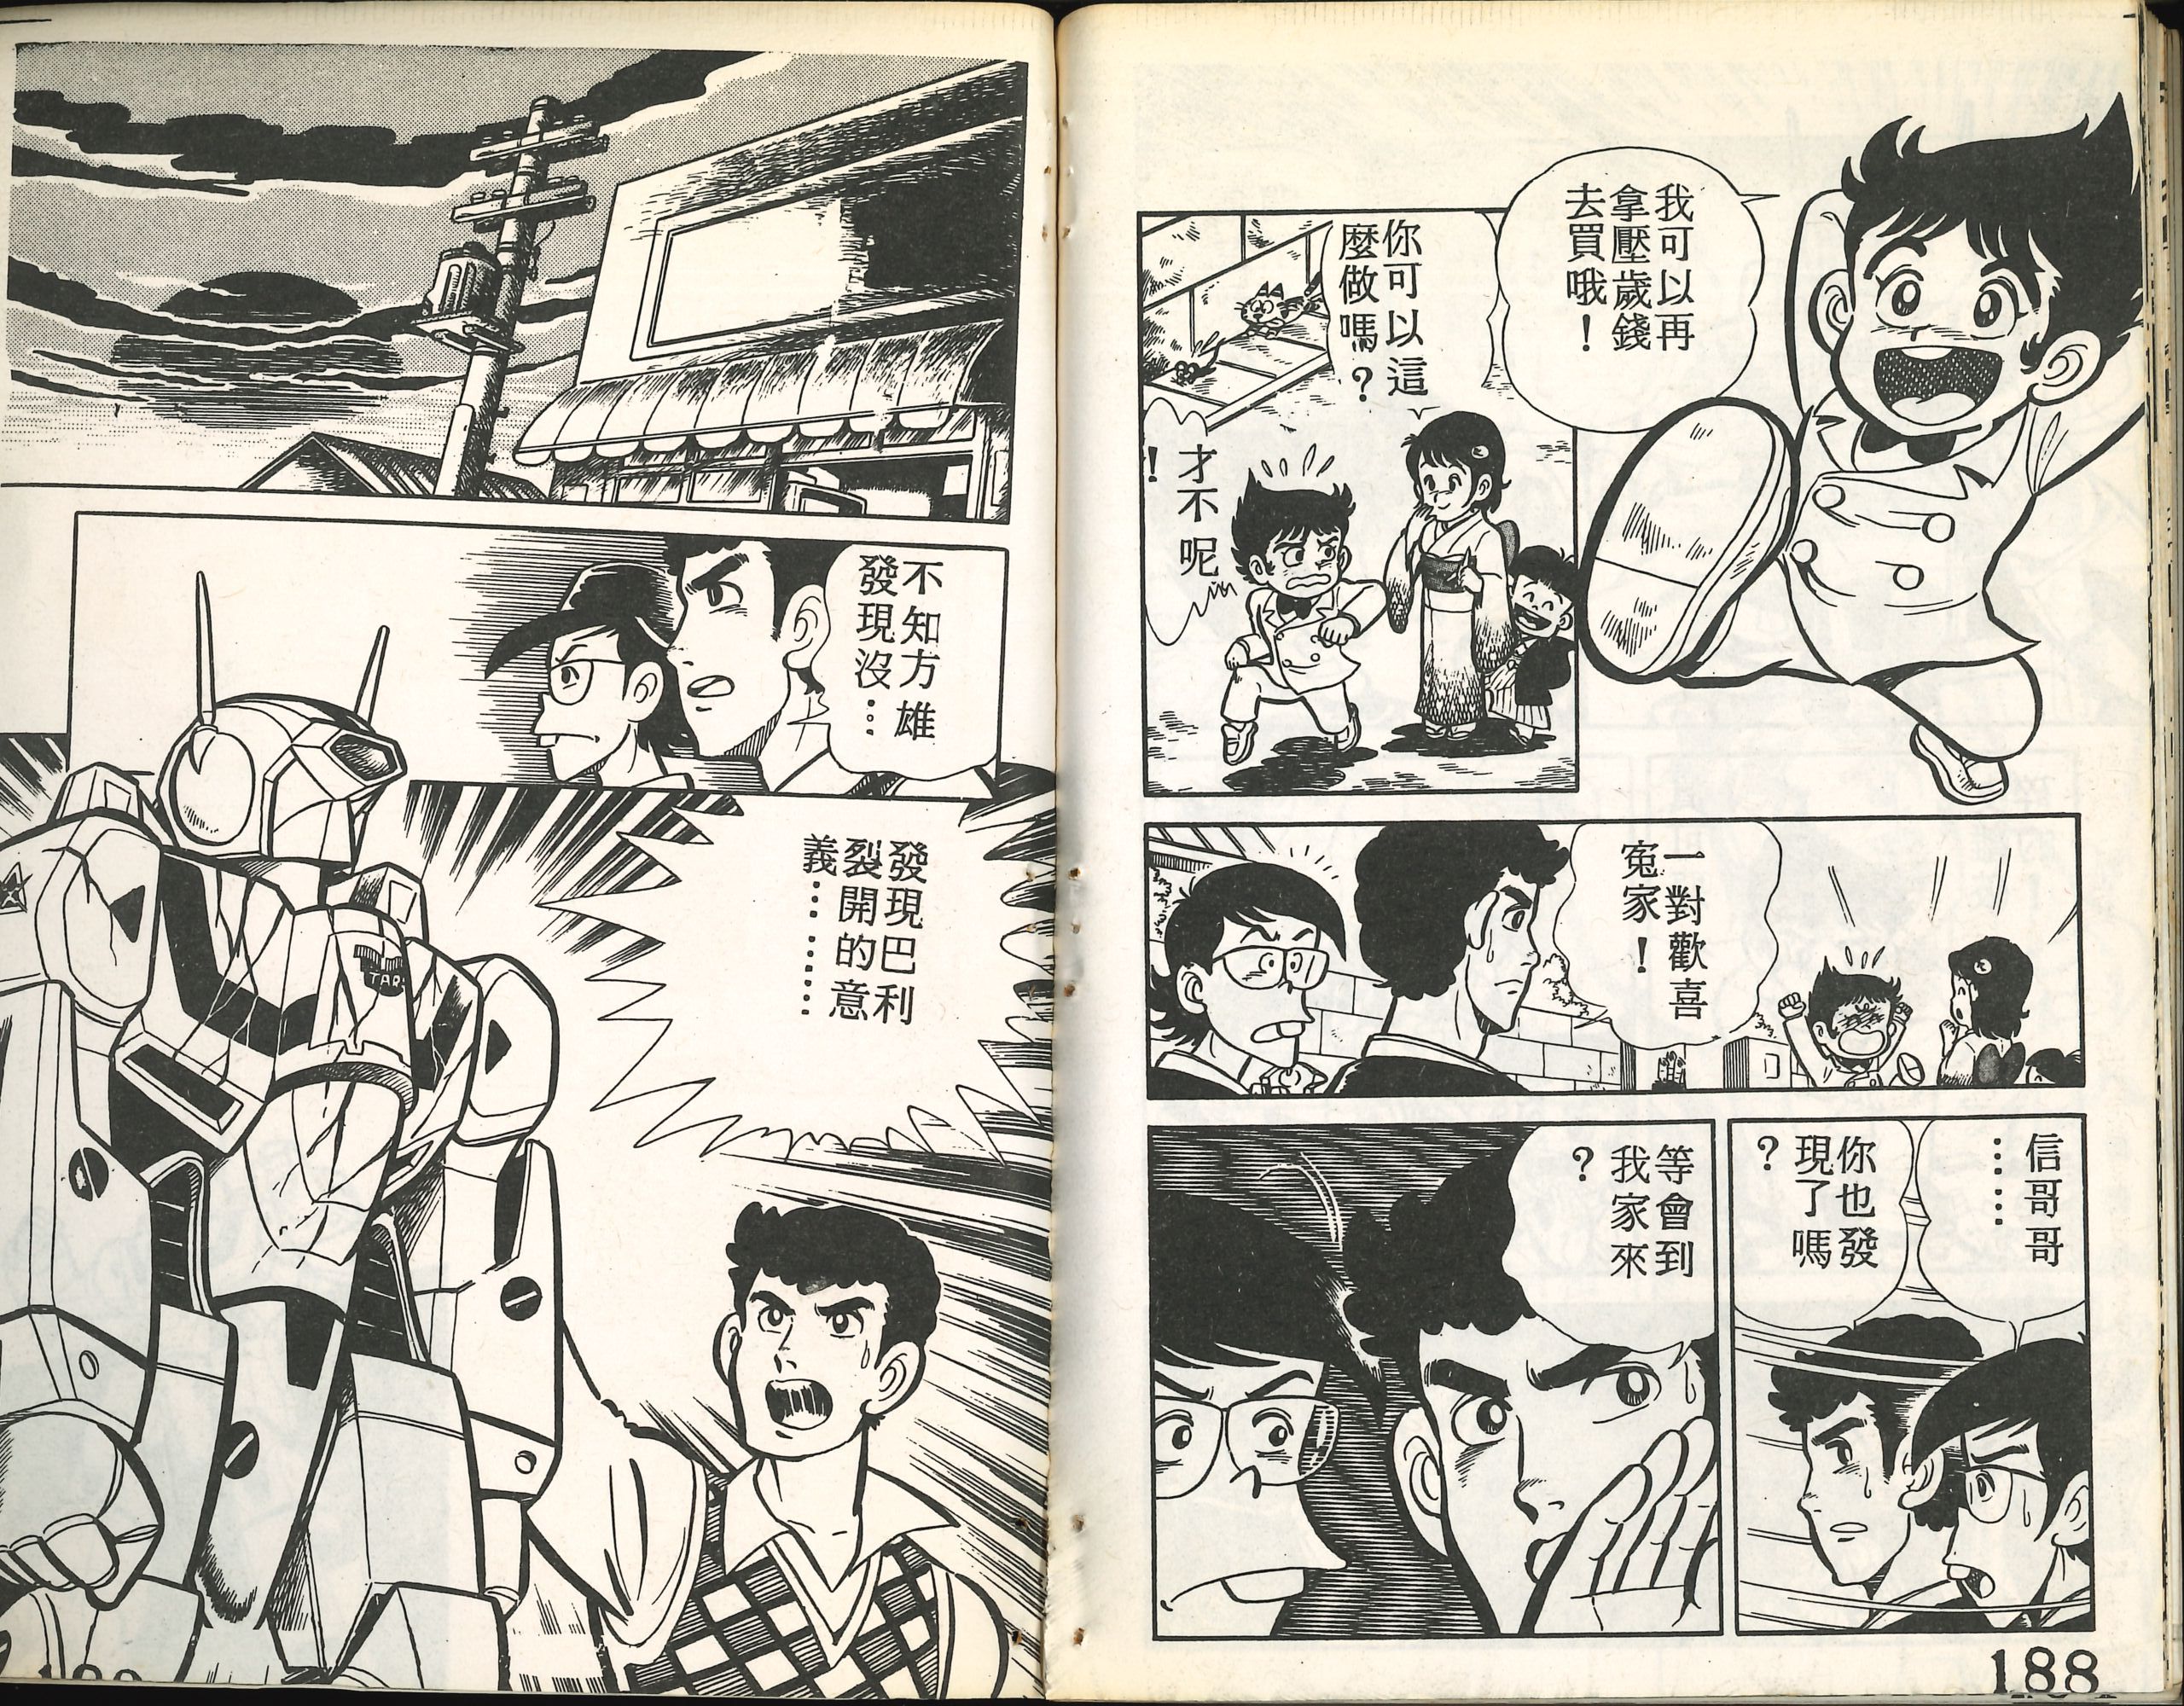 我可以再
拿壓歲錢
去買哦！
你可以這
麼做嗎？
才不呢
！
一對歡喜
寃家！
信哥哥
……
你也發
現了嗎
？
等會到
我家來
？
188
不知方雄
發現沒…
發現巴利
裂開的意
義………
TAR